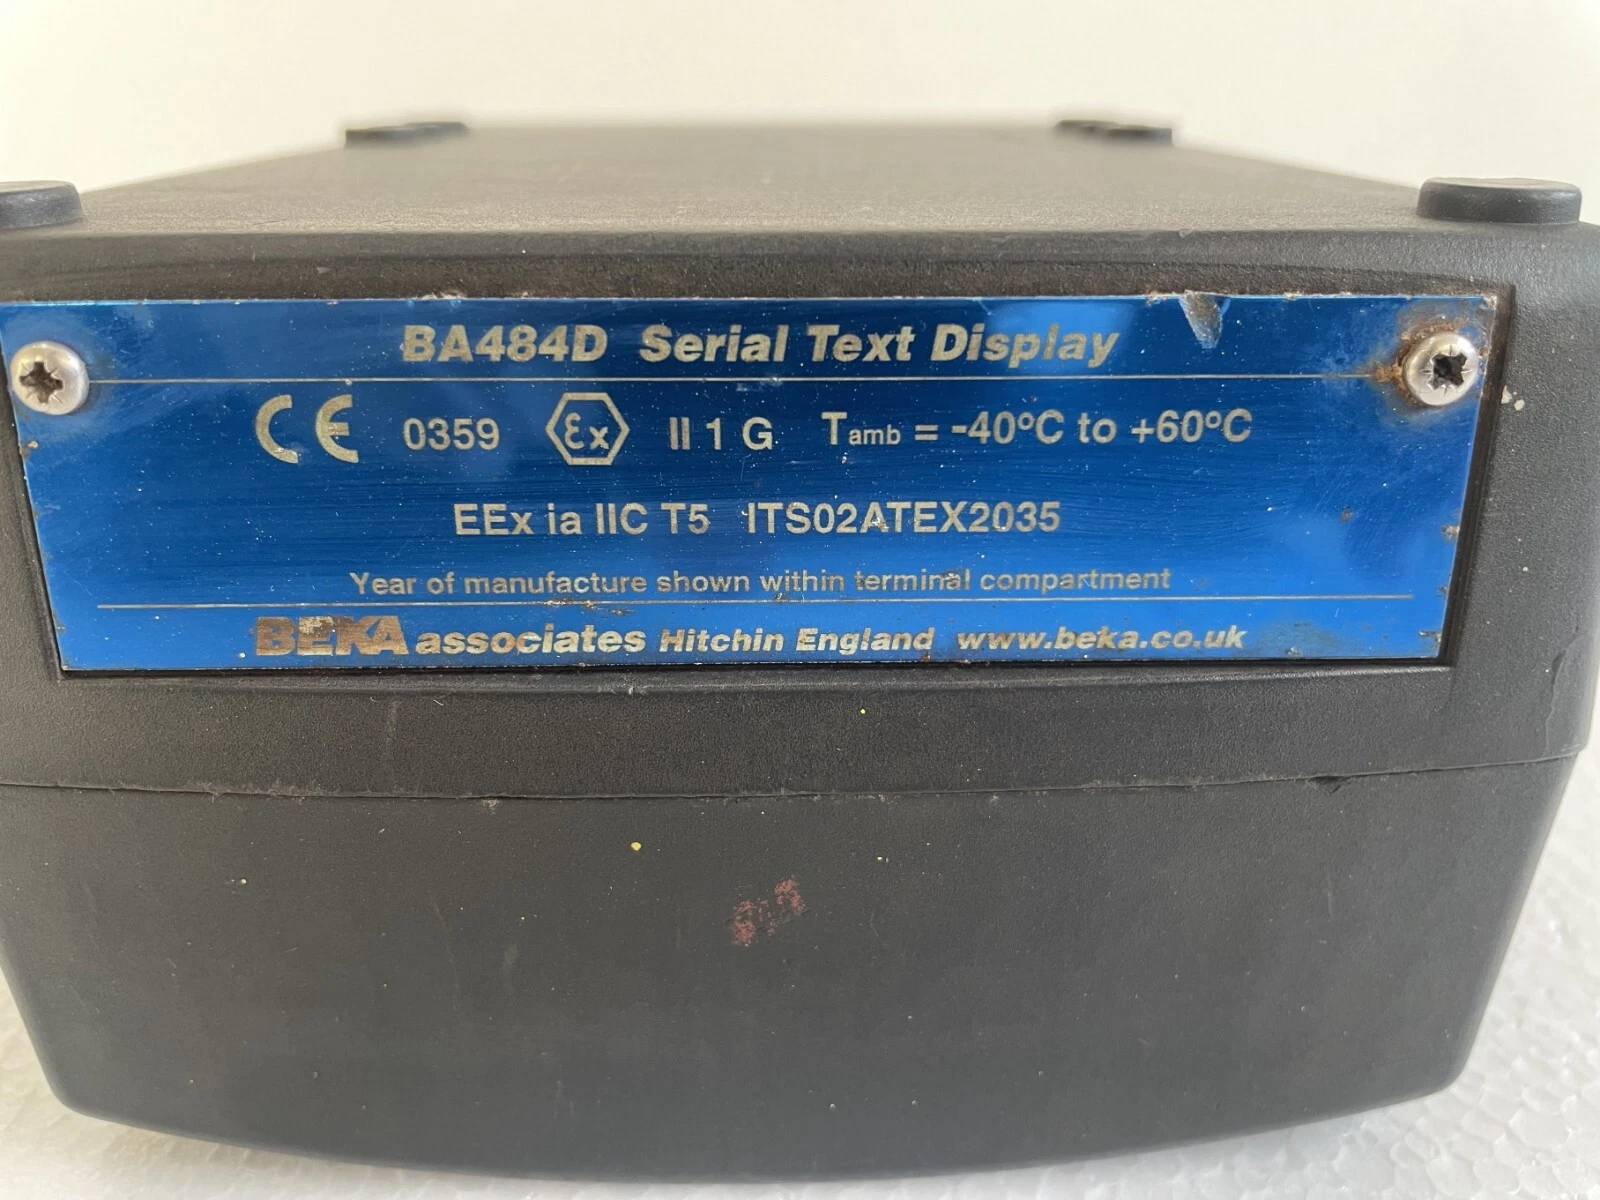 BA484D Serial Text Display
CE 0359 Ex II 1 G Tamb = -40°C to +60°C
EEx ia IIC T5 ITS02ATEX2035
Year of manufacture shown within terminal compartment
BEKA associates Hitchin England www.beka.co.uk